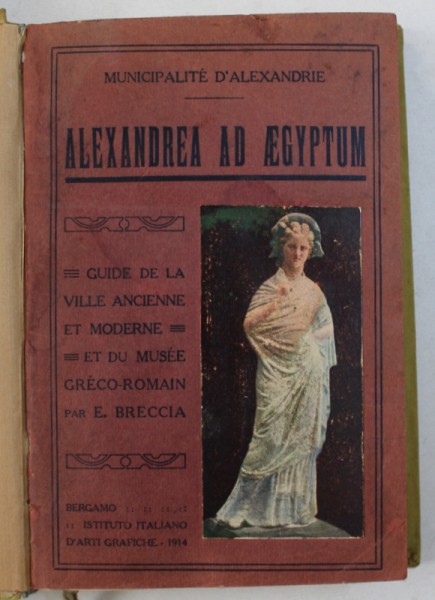 MUNICIPALITÉ D'ALEXANDRIE
ALEXANDREA AD ÆGYPTUM
GUIDE DE LA
VILLE ANCIENNE
ET MODERNE
ET DU MUSÉE
GRÉCO-ROMAIN
PAR E. BRECCIA
BERGAMO
ISTITUTO ITALIANO
D'ARTI GRAFICHE - 1914